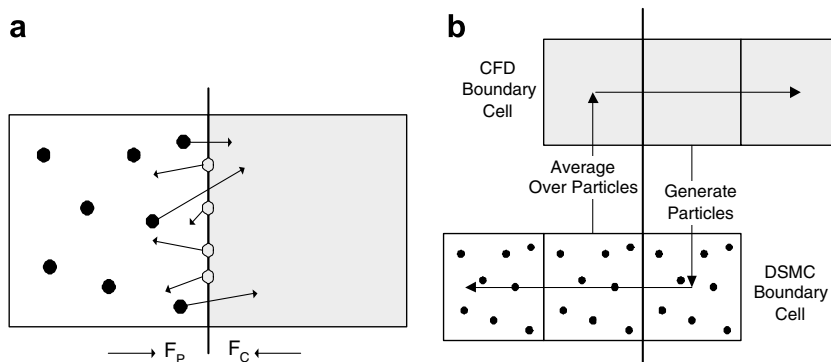 a
F_P F_C
b
CFD
Boundary
Cell
Average
Over Particles
Generate
Particles
DSMC
Boundary
Cell